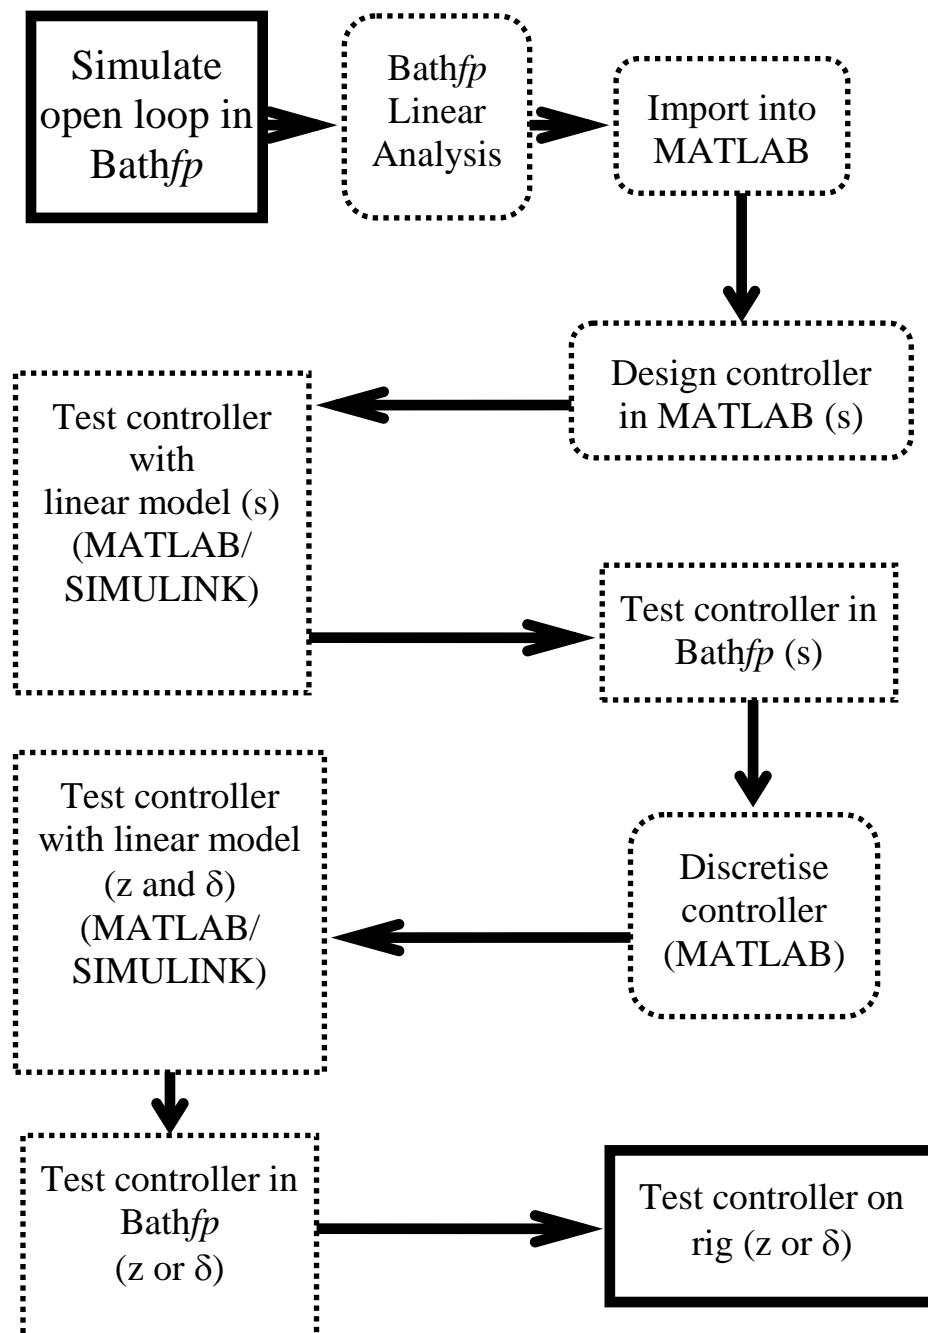 Simulate
open loop in
Bathfp
Bathfp
Linear
Analysis
Import into
MATLAB
Design controller
in MATLAB (s)
Test controller
with
linear model (s)
(MATLAB/
SIMULINK)
Test controller in
Bathfp (s)
Discretise
controller
(MATLAB)
Test controller
with linear model
(z and δ)
(MATLAB/
SIMULINK)
Test controller in
Bathfp
(z or δ)
Test controller on
rig (z or δ)